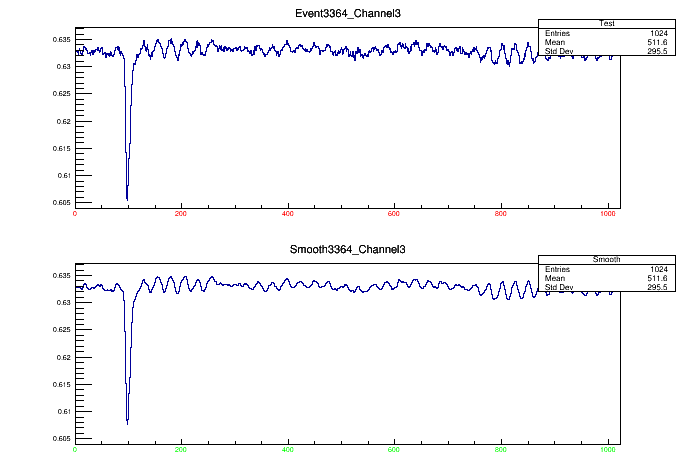 Event3364_Channel3
Test
Entries 1024
Mean 511.6
Std Dev 295.5
0.635
0.63
0.625
0.62
0.615
0.61
0.605
0 200 400 600 800 1000
Smooth3364_Channel3
Smooth
Entries 1024
Mean 511.6
Std Dev 295.5
0.635
0.63
0.625
0.62
0.615
0.61
0.605
0 200 400 600 800 1000